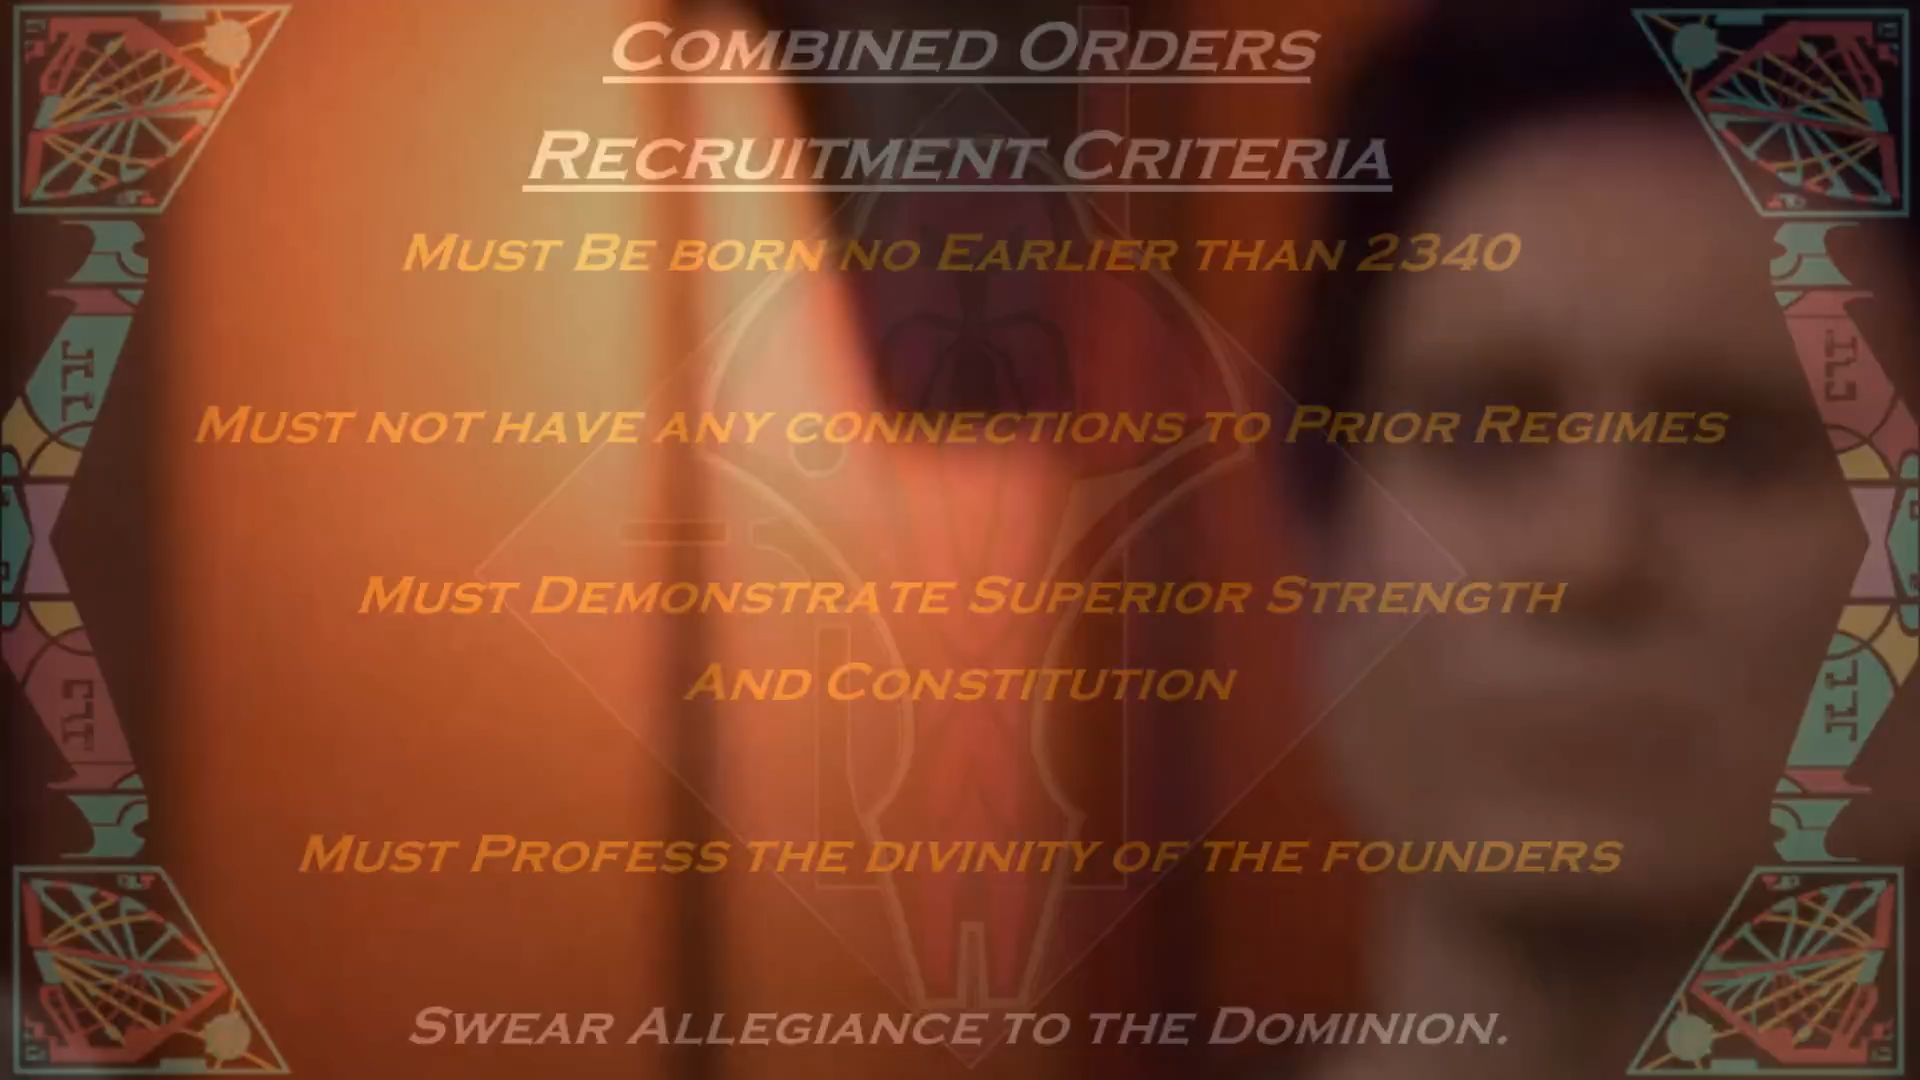 COMBINED ORDERS
RECRUITMENT CRITERIA
MUST BE BORN NO EARLIER THAN 2340
MUST NOT HAVE ANY CONNECTIONS TO PRIOR REGIMES
MUST DEMONSTRATE SUPERIOR STRENGTH
AND CONSTITUTION
MUST PROFESS THE DIVINITY OF THE FOUNDERS
SWEAR ALLEGIANCE TO THE DOMINION.